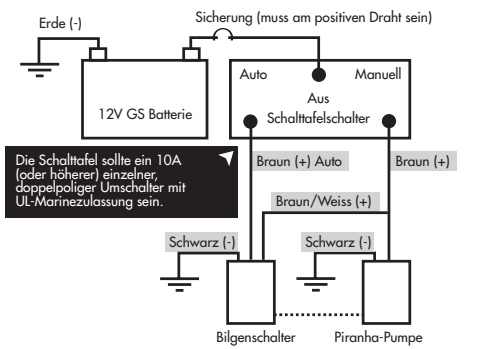 Erde (-)
Sicherung (muss am positiven Draht sein)
12V GS Batterie
Auto
Manuell
Aus
Schalttafelschalter
Die Schalttafel sollte ein 10A
(oder höherer) einzelner,
doppelpoliger Umschalter mit
UL-Marinezulassung sein.
Braun (+) Auto
Braun (+)
Braun/Weiss (+)
Schwarz (-)
Schwarz (-)
Bilgenschalter
Piranha-Pumpe